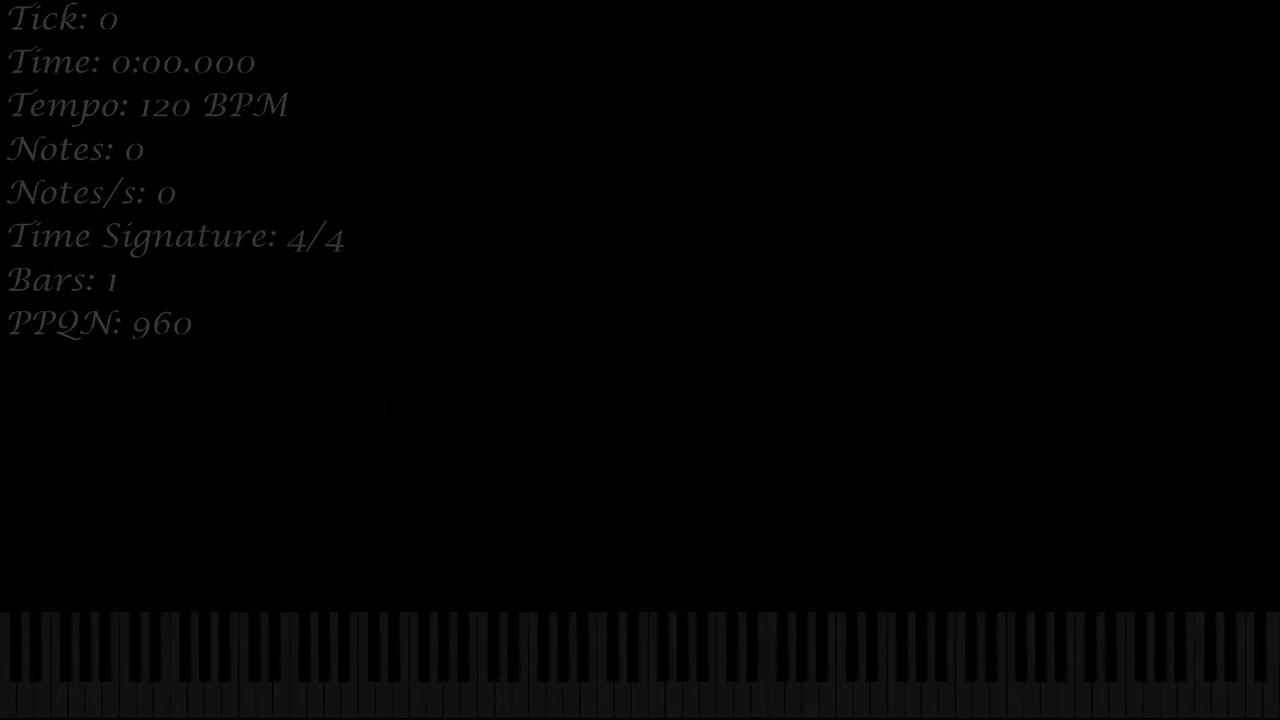 Tick: 0
Time: 0:00.000
Tempo: 120 BPM
Notes: 0
Notes/s: 0
Time Signature: 4/4
Bars: 1
PPQN: 960